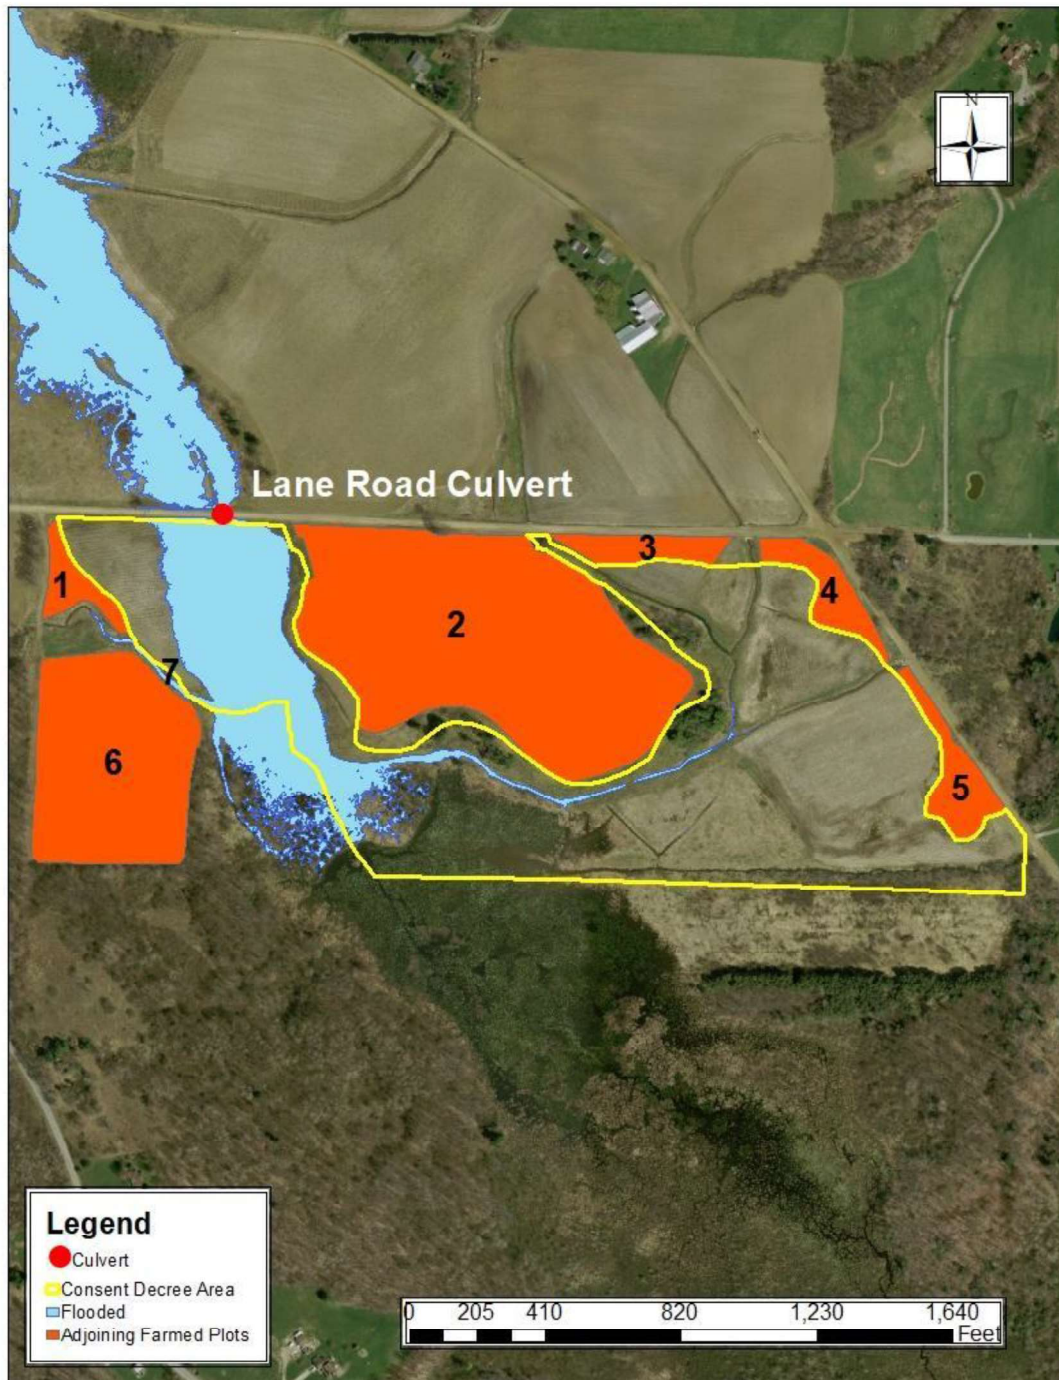 N
Lane Road Culvert
1
2
3
4
5
6
7
Legend
Culvert
Consent Decree Area
Flooded
Adjoining Farmed Plots
0 205 410 820 1,230 1,640
Feet